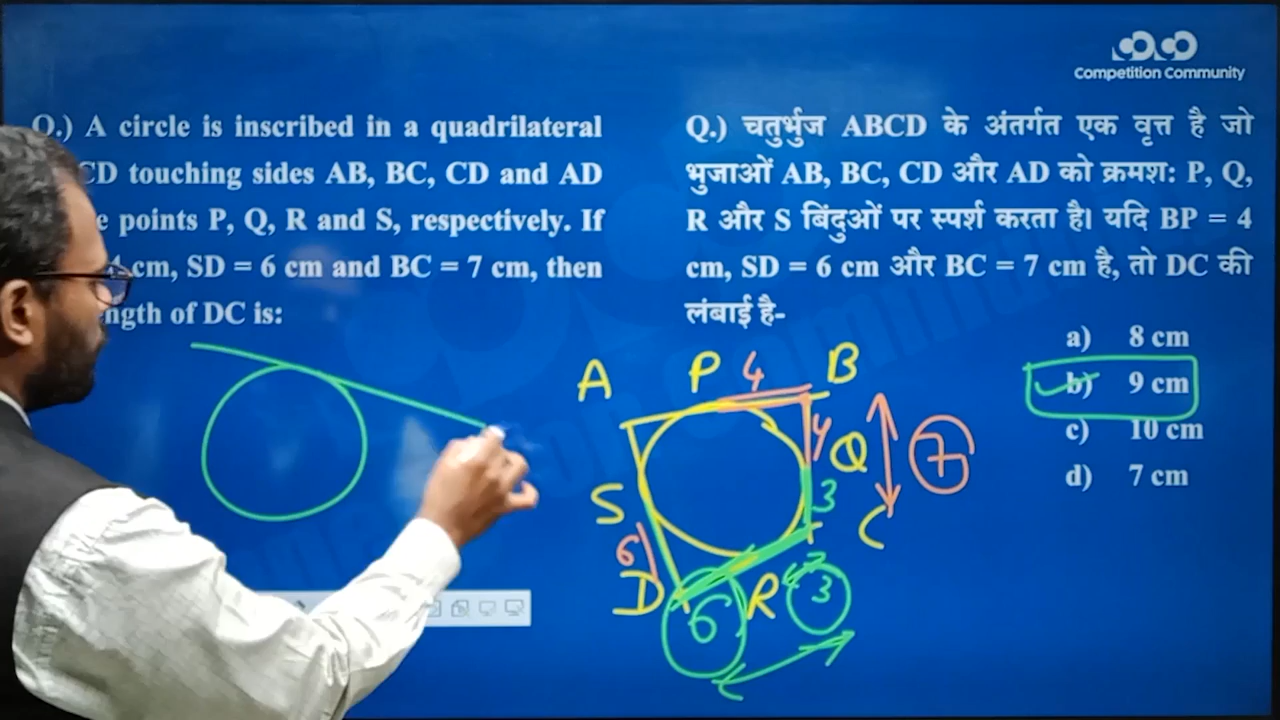 Competition Community
Q.) A circle is inscribed in a quadrilateral
CD touching sides AB, BC, CD and AD
points P, Q, R and S, respectively. If
cm, SD = 6 cm and BC = 7 cm, then
of DC is:
Q.) चतुर्भुज ABCD के अंतर्गत एक वृत्त है जो
भुजाओं AB, BC, CD और AD को क्रमश: P, Q,
R और S बिंदुओं पर स्पर्श करता है। यदि BP = 4
cm, SD = 6 cm और BC = 7 cm है, तो DC की
लंबाई है-
a) 8 cm
b) 9 cm
c) 10 cm
d) 7 cm
A P 4 B
4 Q 7
S 3 C
6
D 6 R 3